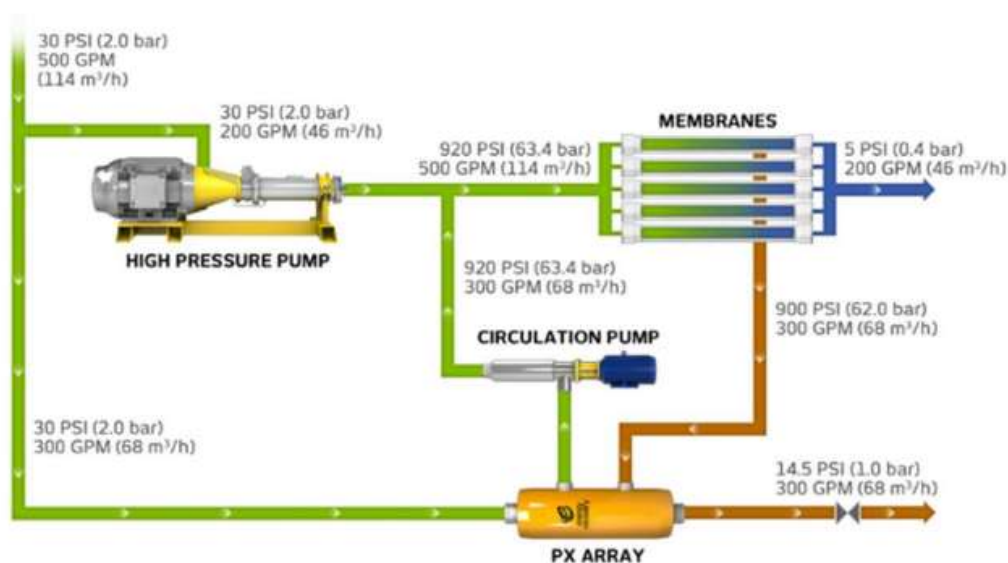 30 PSI (2.0 bar)
500 GPM
(114 m³/h)
30 PSI (2.0 bar)
200 GPM (46 m³/h)
HIGH PRESSURE PUMP
920 PSI (63.4 bar)
500 GPM (114 m³/h)
MEMBRANES
5 PSI (0.4 bar)
200 GPM (46 m³/h)
920 PSI (63.4 bar)
300 GPM (68 m³/h)
900 PSI (62.0 bar)
300 GPM (68 m³/h)
CIRCULATION PUMP
30 PSI (2.0 bar)
300 GPM (68 m³/h)
14.5 PSI (1.0 bar)
300 GPM (68 m³/h)
PX ARRAY